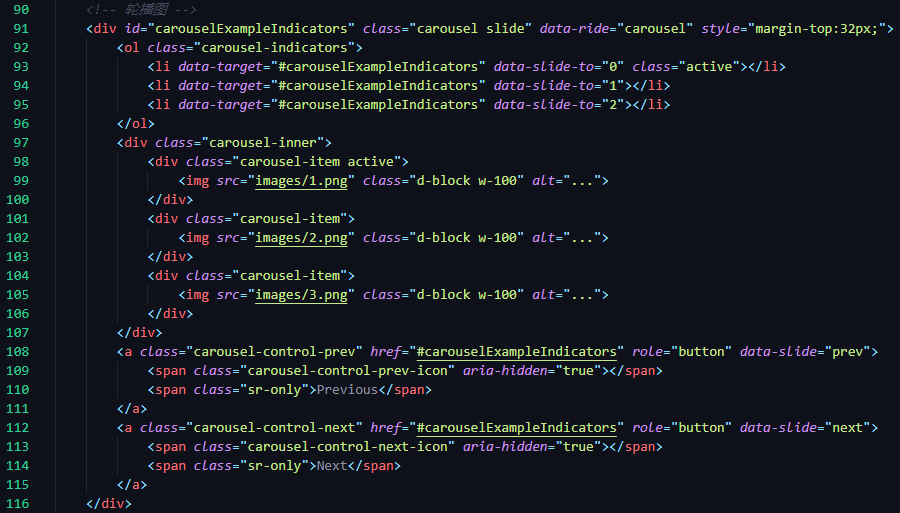 90 <!-- 轮播图 -->
91 <div id="carouselExampleIndicators" class="carousel slide" data-ride="carousel" style="margin-top:32px;">
92 <ol class="carousel-indicators">
93 <li data-target="#carouselExampleIndicators" data-slide-to="0" class="active"></li>
94 <li data-target="#carouselExampleIndicators" data-slide-to="1"></li>
95 <li data-target="#carouselExampleIndicators" data-slide-to="2"></li>
96 </ol>
97 <div class="carousel-inner">
98 <div class="carousel-item active">
99 <img src="images/1.png" class="d-block w-100" alt="...">
100 </div>
101 <div class="carousel-item">
102 <img src="images/2.png" class="d-block w-100" alt="...">
103 </div>
104 <div class="carousel-item">
105 <img src="images/3.png" class="d-block w-100" alt="...">
106 </div>
107 </div>
108 <a class="carousel-control-prev" href="#carouselExampleIndicators" role="button" data-slide="prev">
109 <span class="carousel-control-prev-icon" aria-hidden="true"></span>
110 <span class="sr-only">Previous</span>
111 </a>
112 <a class="carousel-control-next" href="#carouselExampleIndicators" role="button" data-slide="next">
113 <span class="carousel-control-next-icon" aria-hidden="true"></span>
114 <span class="sr-only">Next</span>
115 </a>
116 </div>